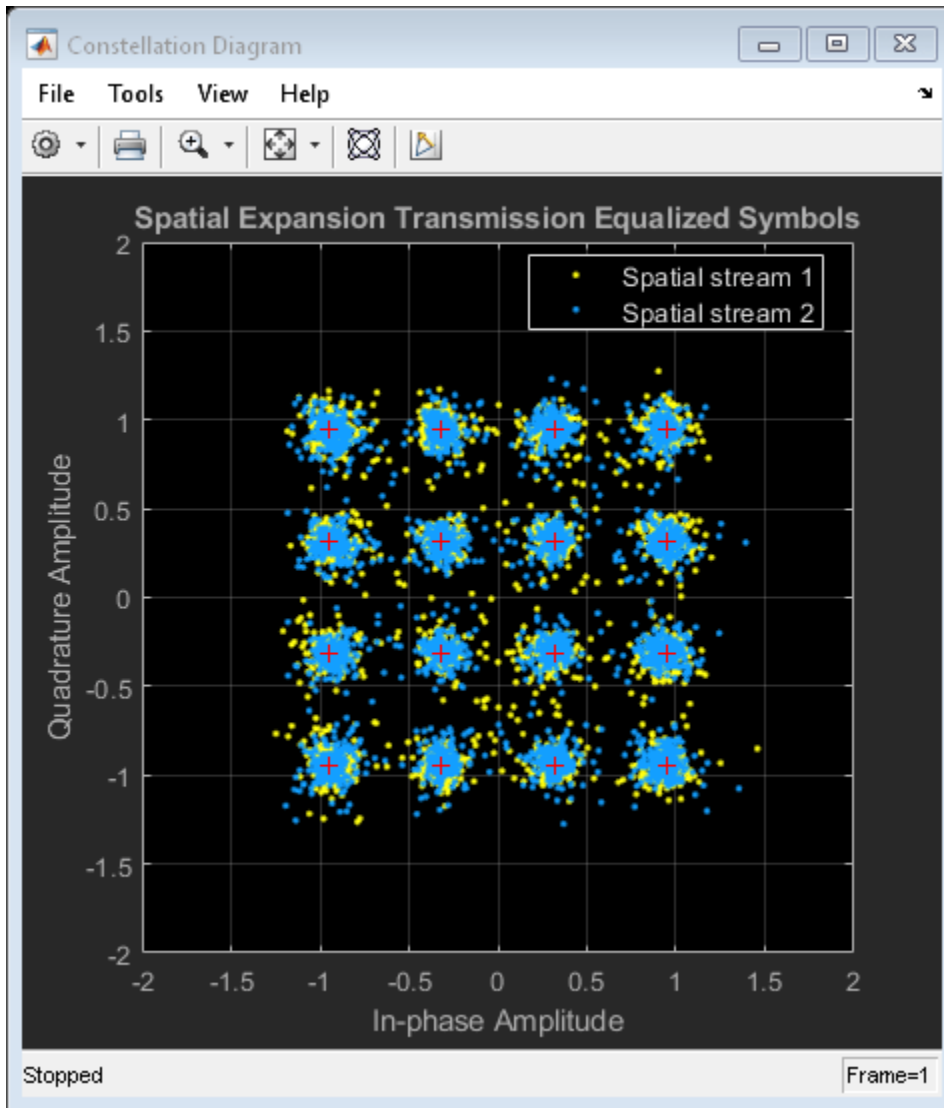 Constellation Diagram
File Tools View Help
Spatial Expansion Transmission Equalized Symbols
Spatial stream 1
Spatial stream 2
2
1.5
1
0.5
0
-0.5
-1
-1.5
-2
Quadrature Amplitude
-2 -1.5 -1 -0.5 0 0.5 1 1.5 2
In-phase Amplitude
Stopped Frame=1